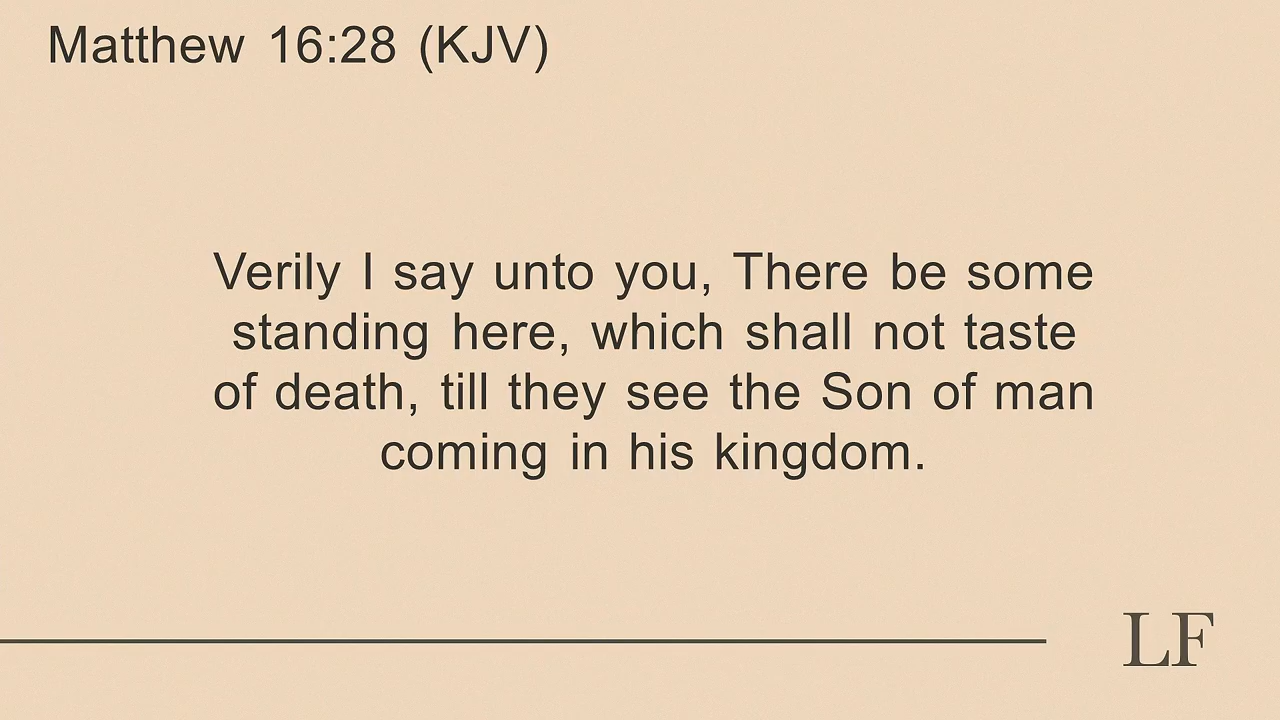 Matthew 16:28 (KJV)
Verily I say unto you, There be some
standing here, which shall not taste
of death, till they see the Son of man
coming in his kingdom.
LF